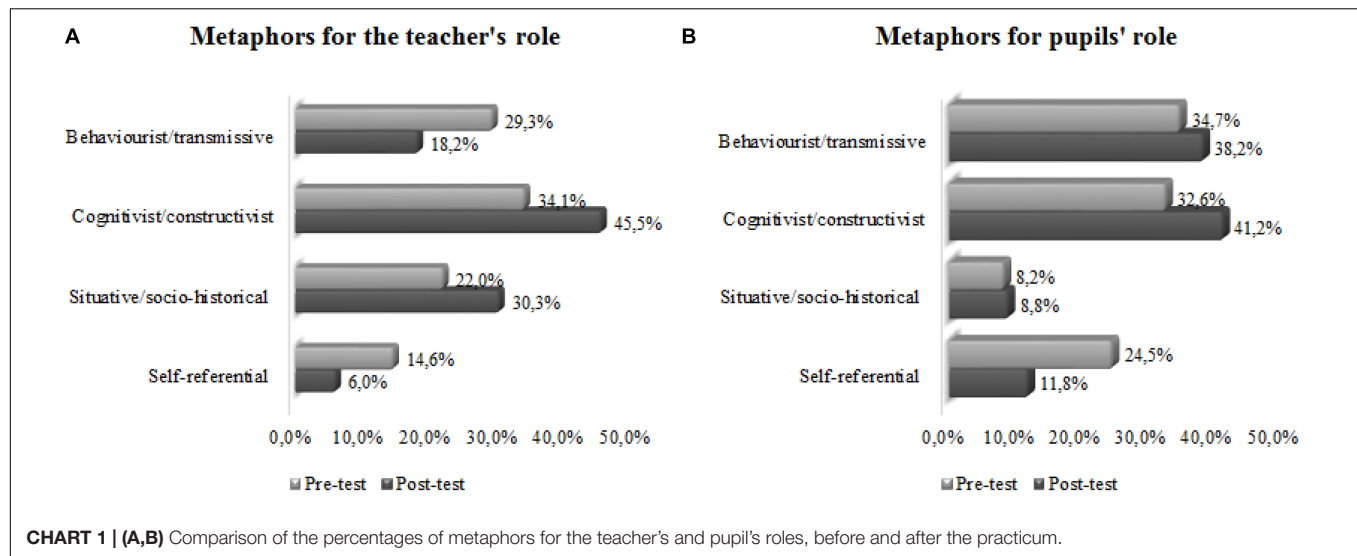 A
Metaphors for the teacher's role
Behaviourist/transmissive
29,3%
18,2%
Cognitivist/constructivist
34,1%
45,5%
Situative/socio-historical
22,0%
30,3%
Self-referential
14,6%
6,0%
0,0% 10,0% 20,0% 30,0% 40,0% 50,0%
Pre-test Post-test
B
Metaphors for pupils' role
Behaviourist/transmissive
34,7%
38,2%
Cognitivist/constructivist
32,6%
41,2%
Situative/socio-historical
8,2%
8,8%
Self-referential
24,5%
11,8%
0,0% 10,0% 20,0% 30,0% 40,0% 50,0%
Pre-test Post-test
CHART 1 | (A,B) Comparison of the percentages of metaphors for the teacher's and pupil's roles, before and after the practicum.